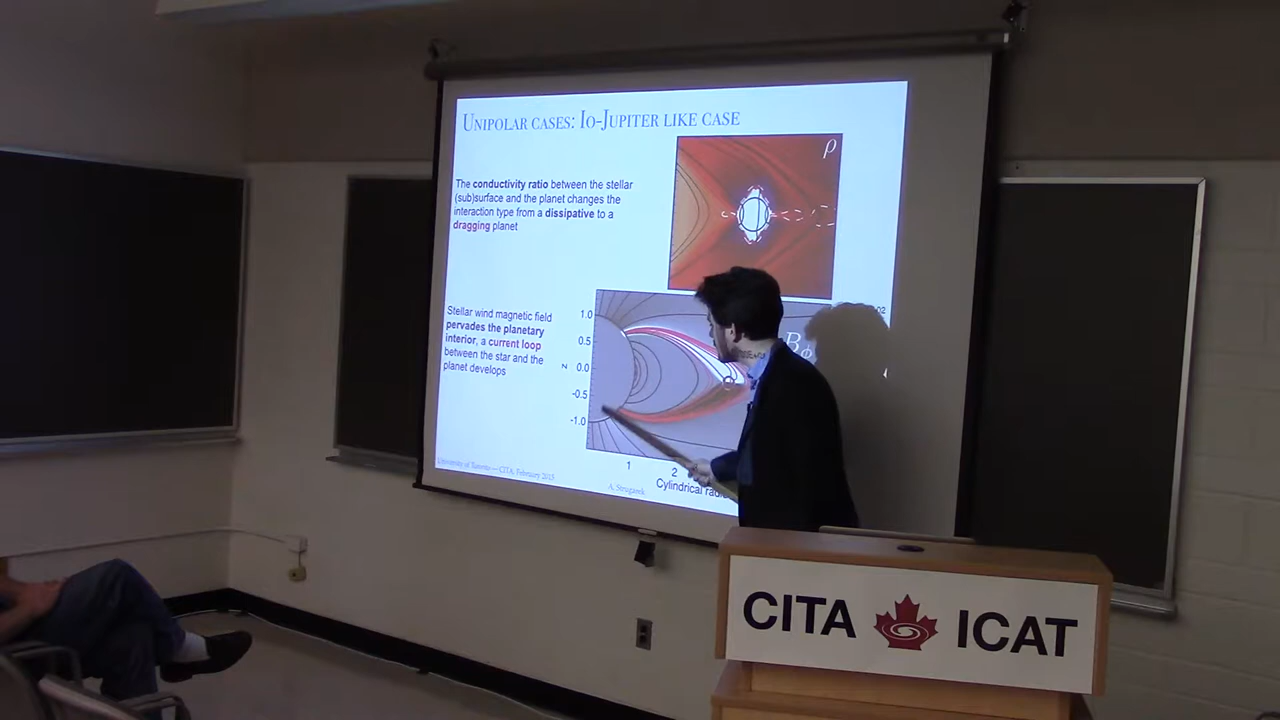 UNIPOLAR CASES: IO-JUPITER LIKE CASE
ρ
The conductivity ratio between the stellar
(sub)surface and the planet changes the
interaction type from a dissipative to a
dragging planet
Stellar wind magnetic field
pervades the planetary
interior, a current loop
between the star and the
planet develops
1.0
0.5
0.0
-0.5
-1.0
z
Bϕ
02
1
2
Cylindrical radi
University of Toronto — CITA, February 2015
A. Strugarek
CITA ICAT